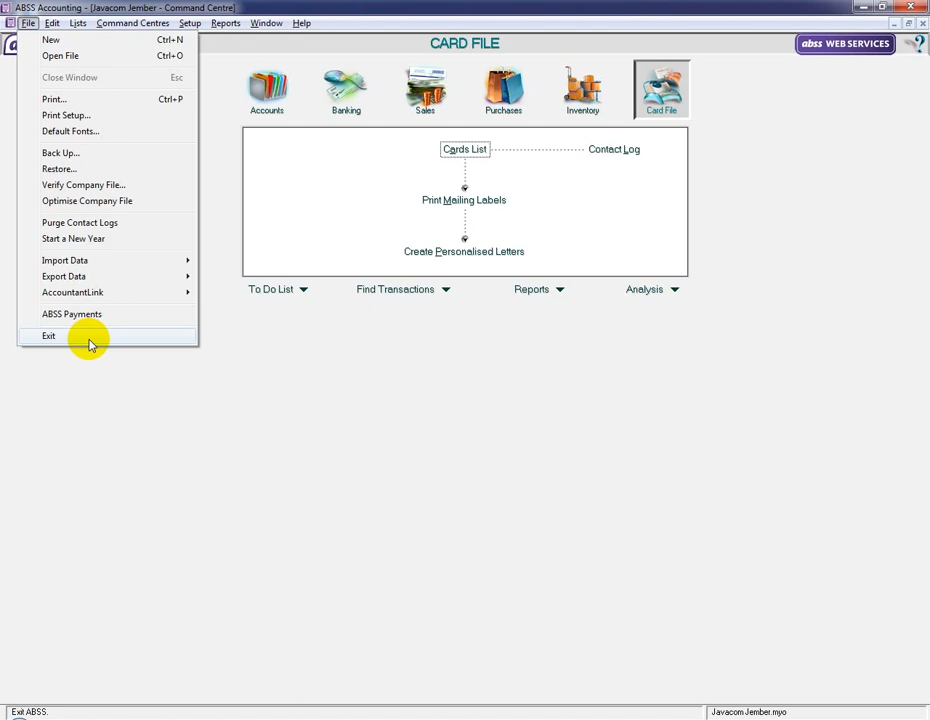 ABSS Accounting - [Javacom Jember - Command Centre]
File Edit Lists Command Centres Setup Reports Window Help
CARD FILE
abss WEB SERVICES
?
New Ctrl+N
Open File Ctrl+O
Close Window Esc
Print... Ctrl+P
Print Setup...
Default Fonts...
Back Up...
Restore...
Verify Company File...
Optimise Company File
Purge Contact Logs
Start a New Year
Import Data
Export Data
AccountantLink
ABSS Payments
Exit
Accounts Banking Sales Purchases Inventory Card File
Cards List Contact Log
Print Mailing Labels
Create Personalised Letters
To Do List Find Transactions Reports Analysis
Exit ABSS. Javacom Jember.myo